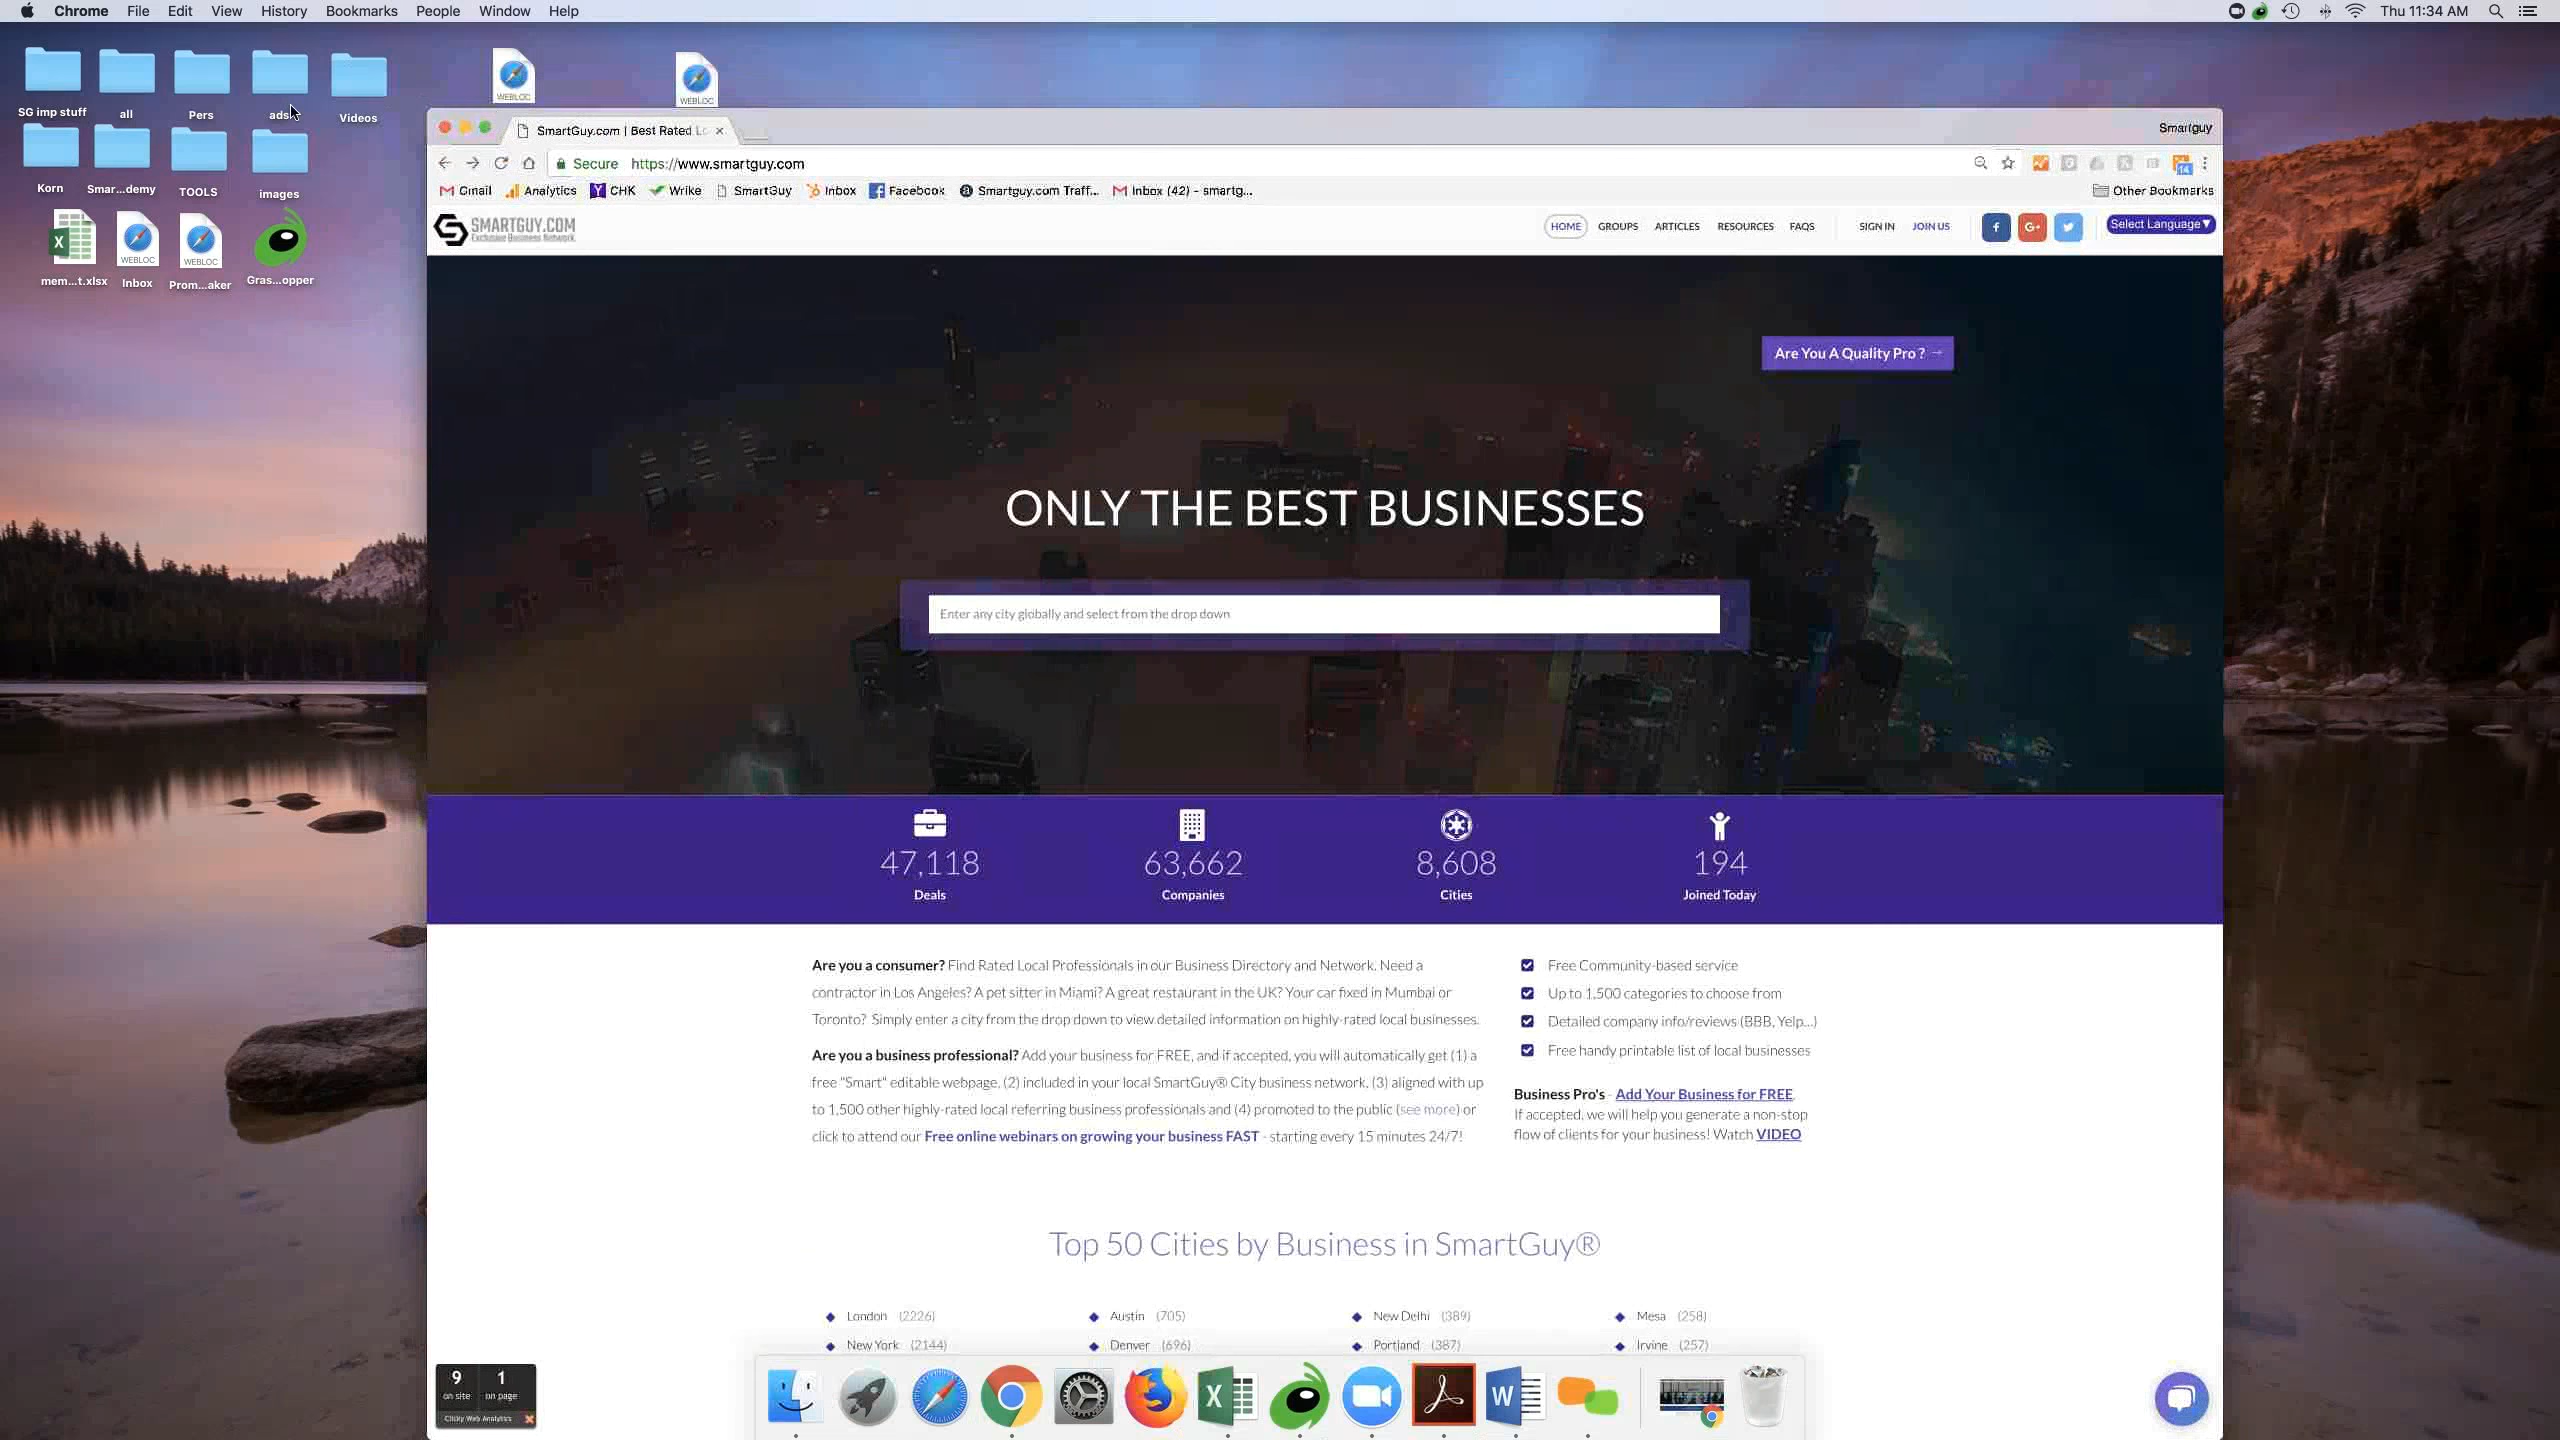 Chrome File Edit View History Bookmarks People Window Help Thu 11:34 AM
SG imp stuff all Pers ads Videos
Korn Smar...demy TOOLS images
mem...t.xlsx Inbox Prom...aker Gras...opper
WEBLOC WEBLOC
WEBLOC WEBLOC
SmartGuy.com | Best Rated Lo Smartguy
Secure https://www.smartguy.com
Gmail Analytics CHK Wrike SmartGuy Inbox Facebook Smartguy.com Traff... Inbox (42) - smartg... Other Bookmarks
SMARTGUY.COM
Exclusive Business Network
HOME GROUPS ARTICLES RESOURCES FAQS SIGN IN JOIN US Select Language▼
Are You A Quality Pro ? →
ONLY THE BEST BUSINESSES
Enter any city globally and select from the drop down
47,118 63,662 8,608 194
Deals Companies Cities Joined Today
Are you a consumer? Find Rated Local Professionals in our Business Directory and Network. Need a
contractor in Los Angeles? A pet sitter in Miami? A great restaurant in the UK? Your car fixed in Mumbai or
Toronto? Simply enter a city from the drop down to view detailed information on highly-rated local businesses.
Are you a business professional? Add your business for FREE, and if accepted, you will automatically get (1) a
free "Smart" editable webpage, (2) included in your local SmartGuy® City business network, (3) aligned with up
to 1,500 other highly-rated local referring business professionals and (4) promoted to the public (see more) or
click to attend our Free online webinars on growing your business FAST - starting every 15 minutes 24/7!
Free Community-based service
Up to 1,500 categories to choose from
Detailed company info/reviews (BBB, Yelp...)
Free handy printable list of local businesses
Business Pro's - Add Your Business for FREE.
If accepted, we will help you generate a non-stop
flow of clients for your business! Watch VIDEO
Top 50 Cities by Business in SmartGuy®
London (2226) Austin (705) New Delhi (389) Mesa (258)
New York (2144) Denver (696) Portland (387) Irvine (257)
9 1
on site on page
Clicky Web Analytics